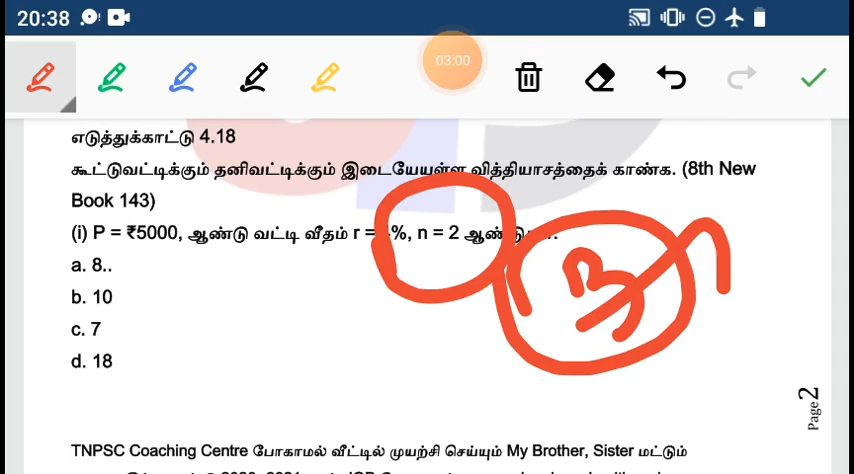 20:38
03:00
எடுத்துக்காட்டு 4.18
கூட்டுவட்டிக்கும் தனிவட்டிக்கும் இடையேயுள்ள வித்தியாசத்தைக் காண்க. (8th New
Book 143)
(i) P = ₹5000, ஆண்டு வட்டி வீதம் r = 4%, n = 2
a. 8..
b. 10
c. 7
d. 18
Page 2
TNPSC Coaching Centre போகாமல் வீட்டில் முயற்சி செய்யும் My Brother, Sister மட்டும்